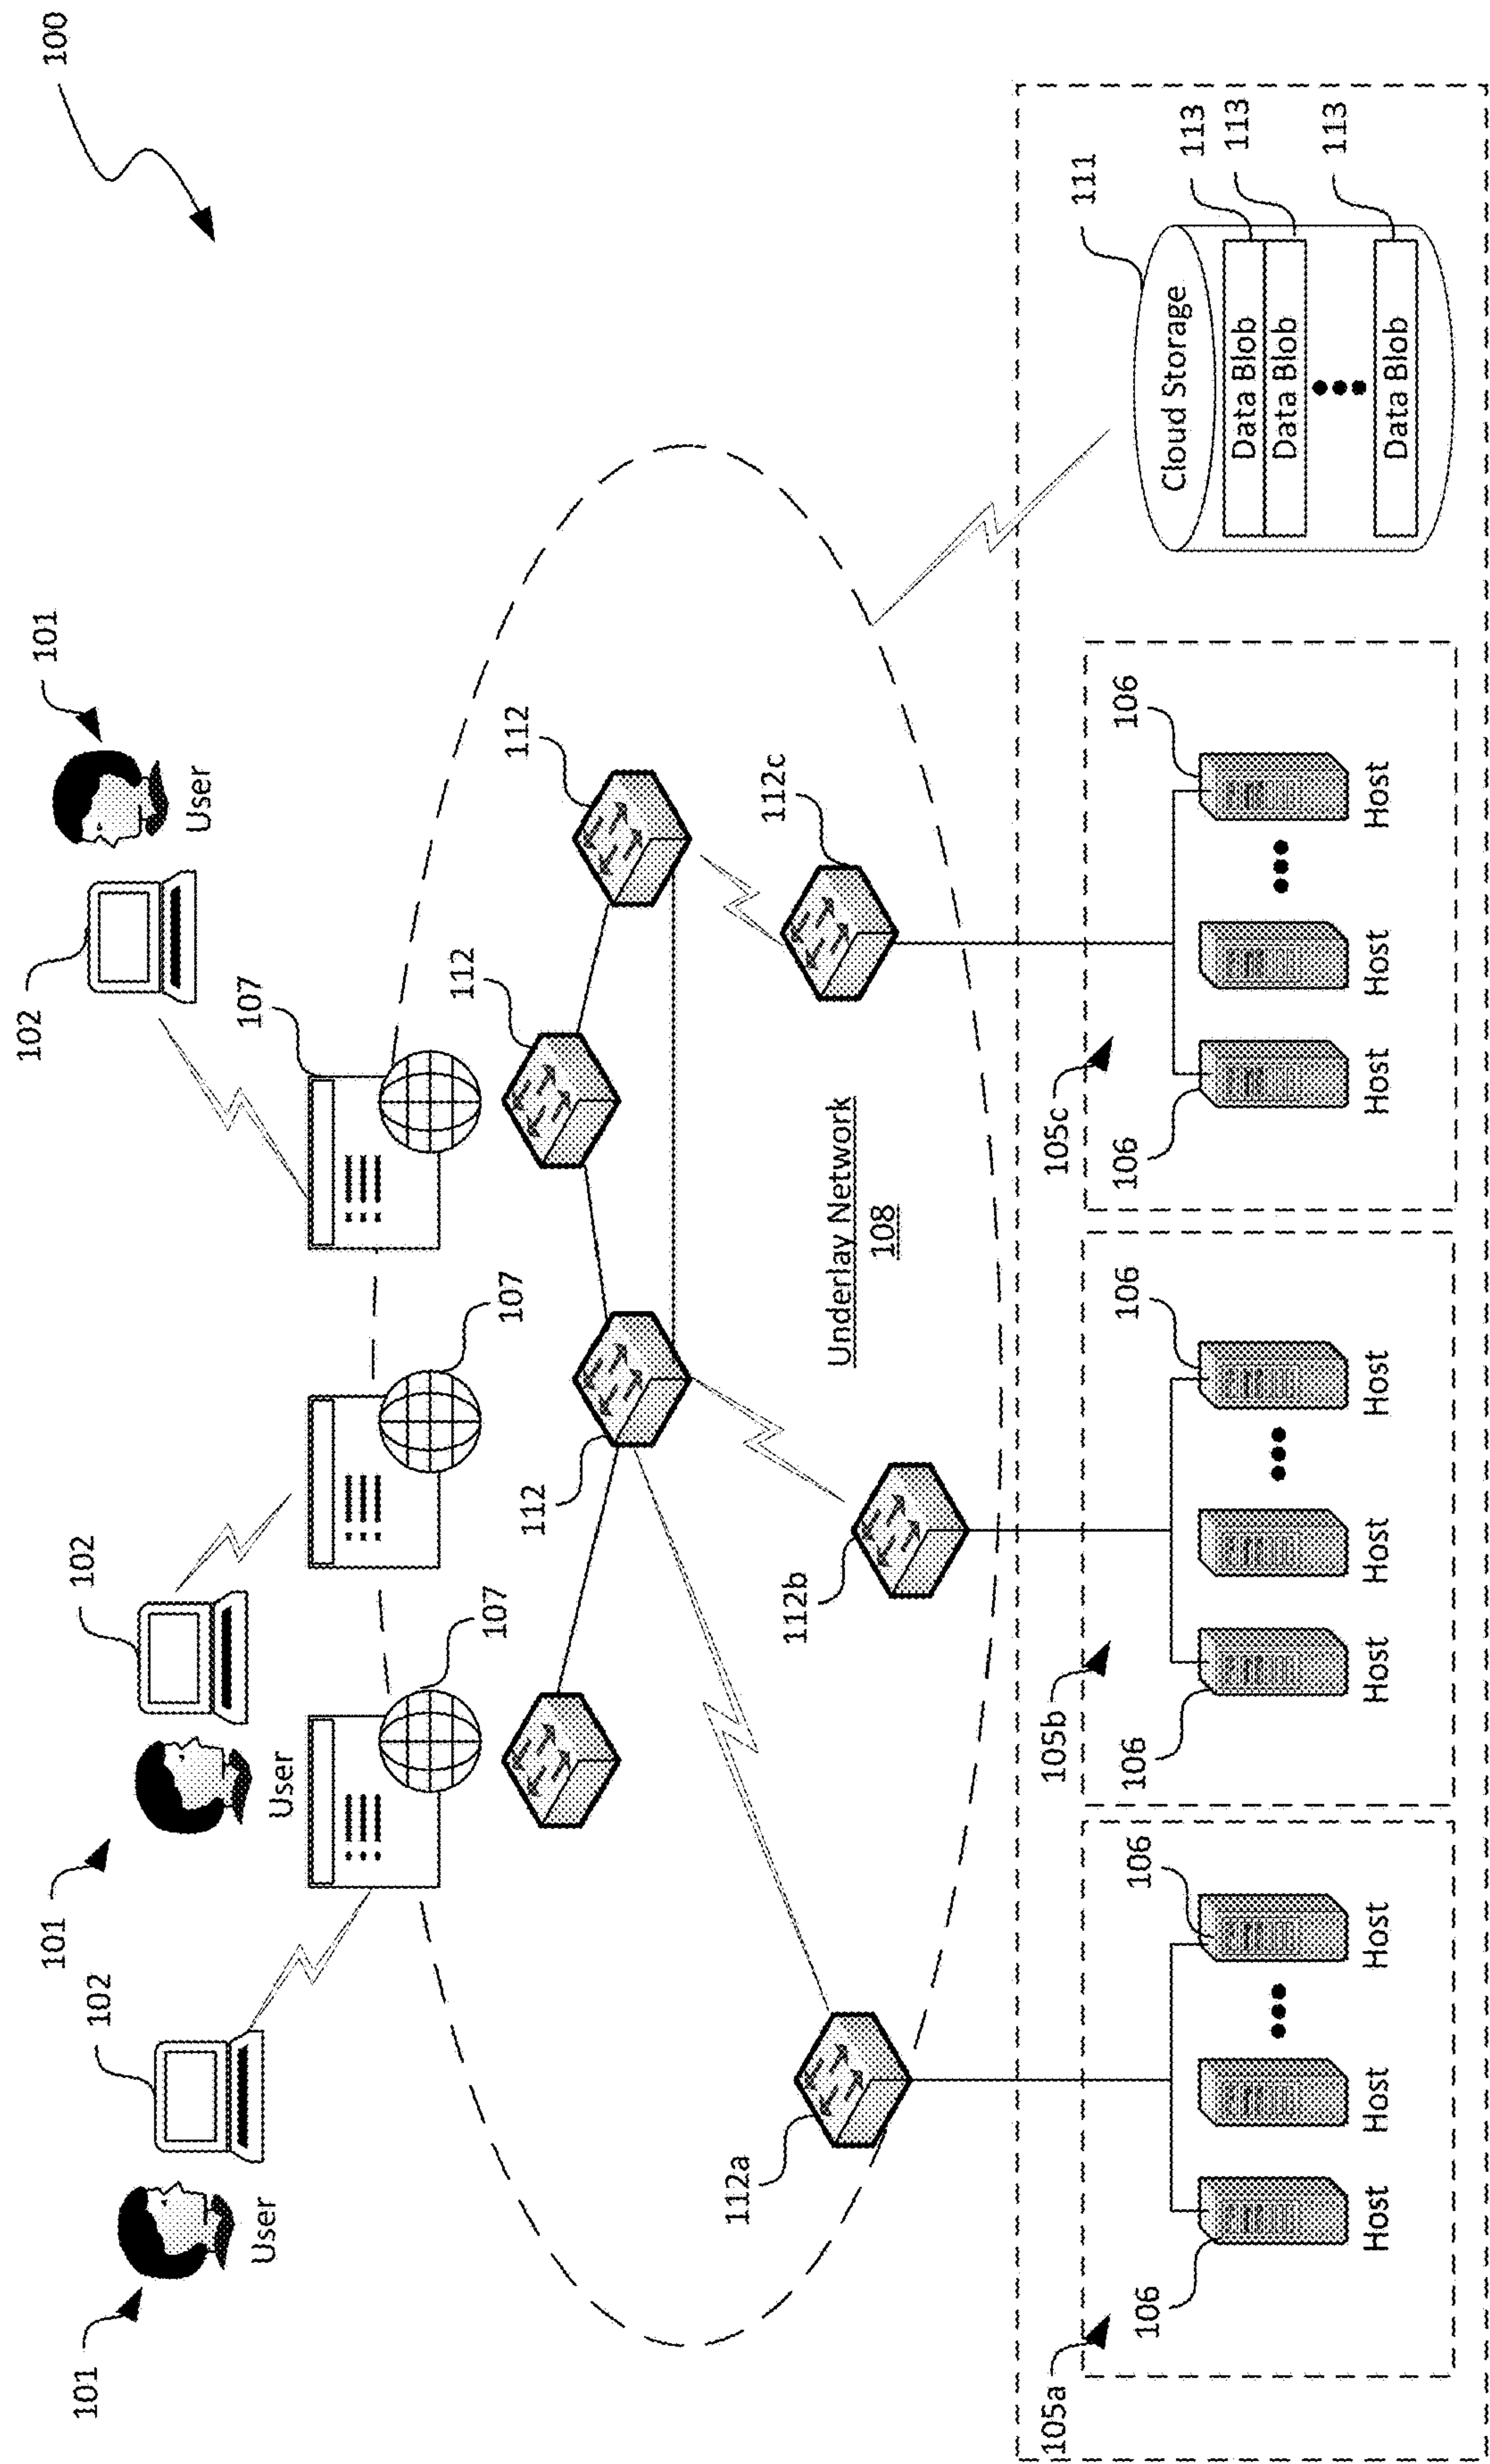 100
101
102
101
102
101
102
User
User
User
107
107
107
112
112
112
112a
112b
112c
Underlay Network
108
105a
105b
105c
106
106
106
106
106
106
Host
Host
Host
Host
Host
Host
Host
Host
Host
111
113
113
113
Cloud Storage
Data Blob
Data Blob
Data Blob